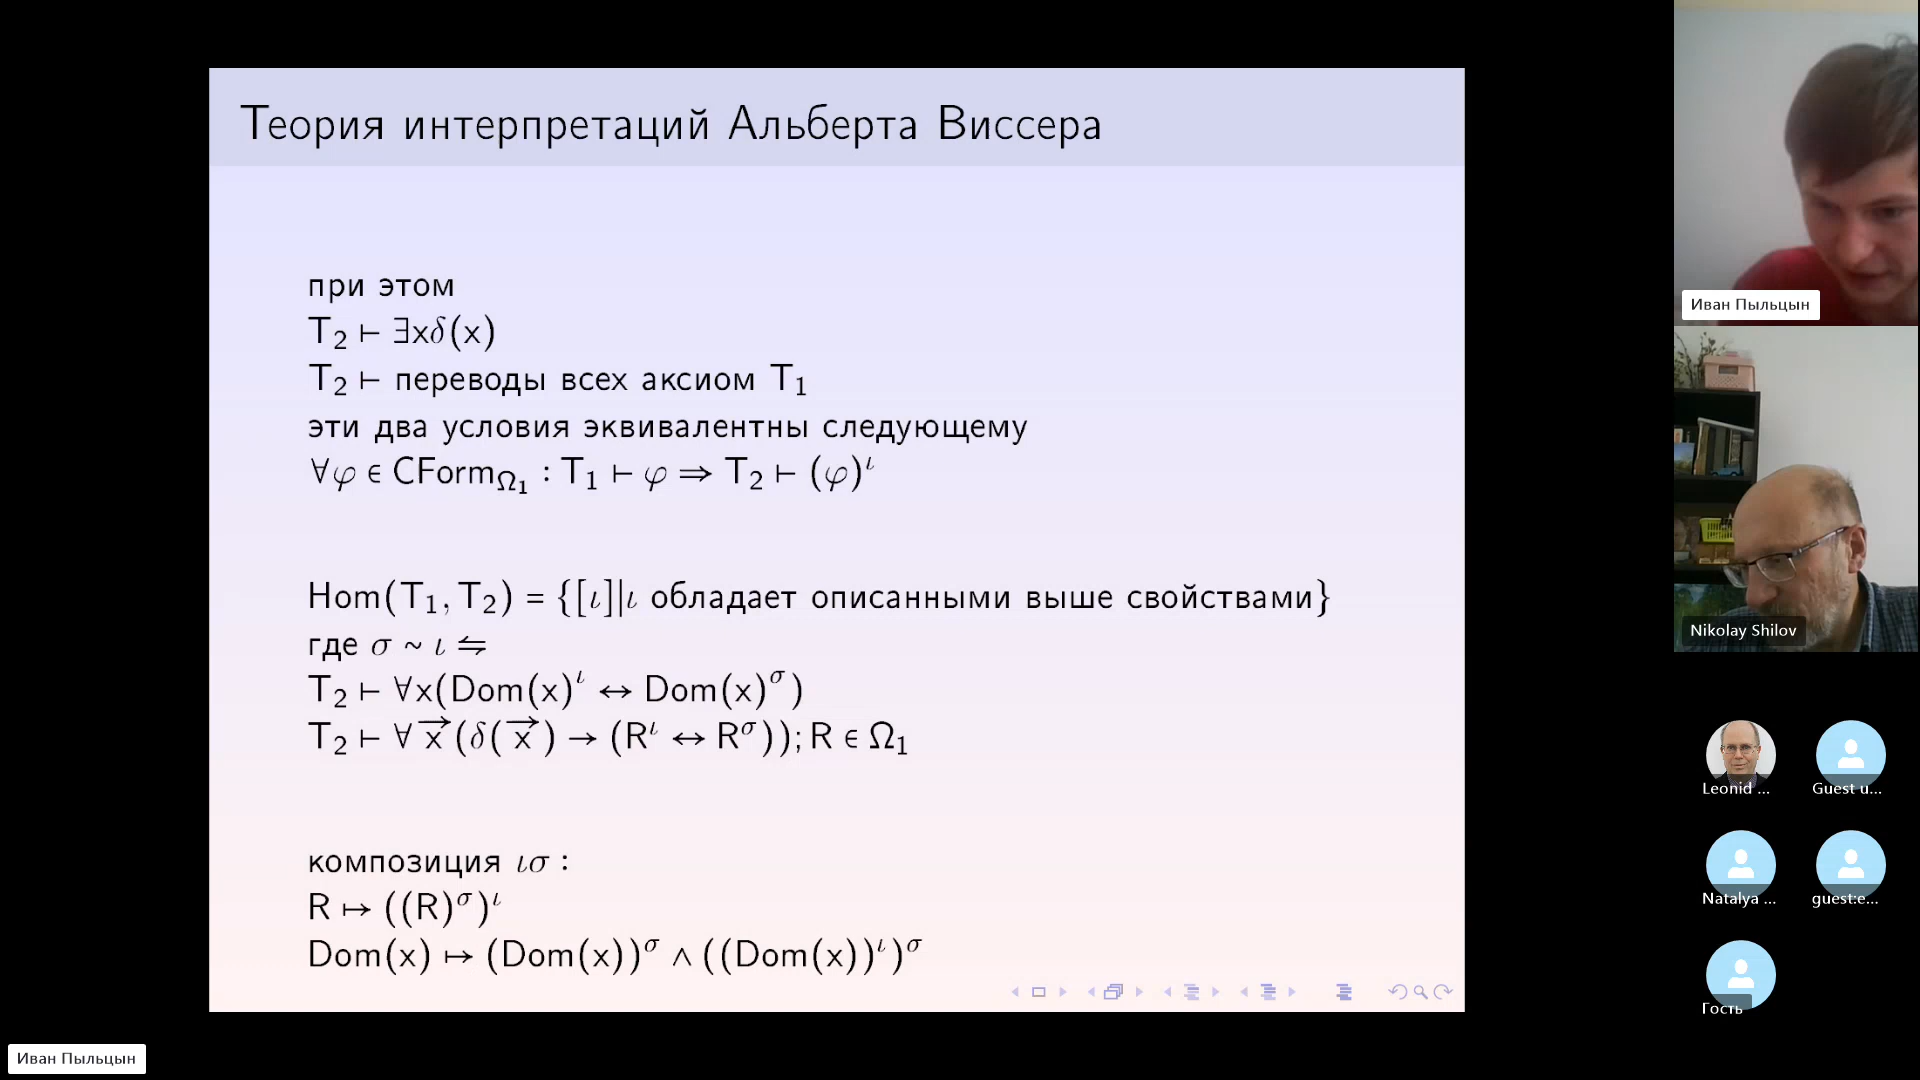 Теория интерпретаций Альберта Виссера
при этом
T₂ ⊢ ∃xδ(x)
T₂ ⊢ переводы всех аксиом T₁
эти два условия эквивалентны следующему
∀φ ∈ CForm_Ω₁ : T₁ ⊢ φ ⇒ T₂ ⊢ (φ)^ι
Hom(T₁, T₂) = {[ι]|ι обладает описанными выше свойствами}
где σ ~ ι ⇋
T₂ ⊢ ∀x(Dom(x)^ι ↔ Dom(x)^σ)
T₂ ⊢ ∀x⃗(δ(x⃗) → (R^ι ↔ R^σ)); R ∈ Ω₁
композиция ισ :
R ↦ ((R)^σ)^ι
Dom(x) ↦ (Dom(x))^σ ∧ ((Dom(x))^ι)^σ
Иван Пыльцын
Nikolay Shilov
Leonid ...
Guest u...
Natalya ...
guest:e...
Гость
Иван Пыльцын